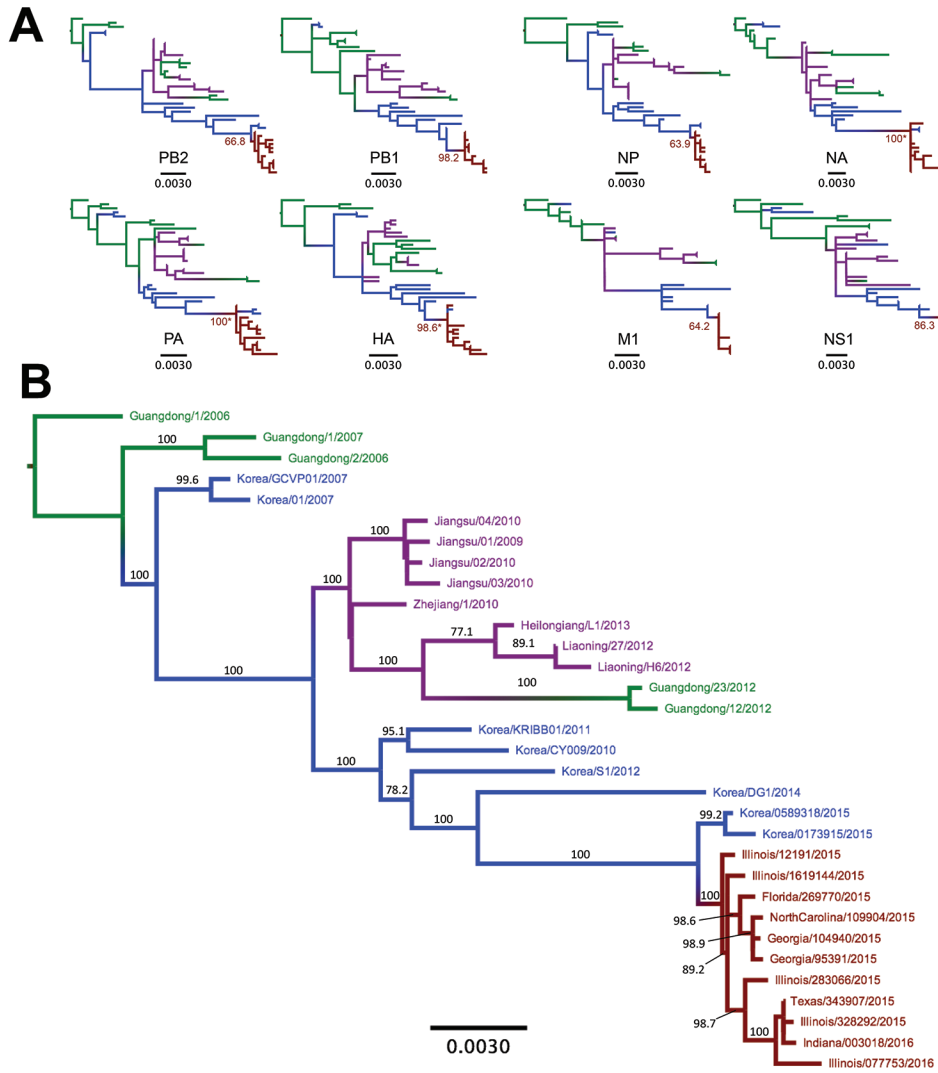 A
66.8
98.2
63.9
100*
PB2
PB1
NP
NA
0.0030
0.0030
0.0030
0.0030
100*
98.6*
64.2
86.3
PA
HA
M1
NS1
0.0030
0.0030
0.0030
0.0030
B
Guangdong/1/2006
100
Guangdong/1/2007
Guangdong/2/2006
99.6
Korea/GCVP01/2007
Korea/01/2007
100
Jiangsu/04/2010
100
Jiangsu/01/2009
Jiangsu/02/2010
100
Jiangsu/03/2010
Zhejiang/1/2010
Heilongiang/L1/2013
77.1
89.1
Liaoning/27/2012
100
Liaoning/H6/2012
100
100
Guangdong/23/2012
Guangdong/12/2012
95.1
Korea/KRIBB01/2011
Korea/CY009/2010
100
Korea/S1/2012
78.2
Korea/DG1/2014
100
99.2
Korea/0589318/2015
Korea/0173915/2015
100
Illinois/12191/2015
Illinois/1619144/2015
100
Florida/269770/2015
98.6
NorthCarolina/109904/2015
98.9
Georgia/104940/2015
89.2
Georgia/95391/2015
Illinois/283066/2015
Texas/343907/2015
98.7
Illinois/328292/2015
100
Indiana/003018/2016
Illinois/077753/2016
0.0030